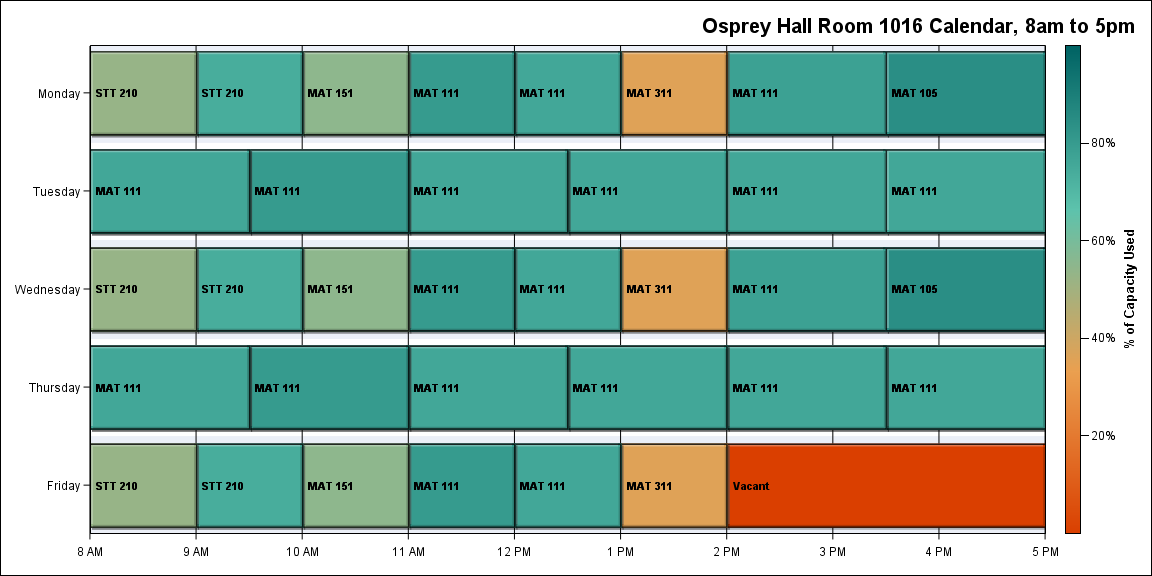 Osprey Hall Room 1016 Calendar, 8am to 5pm
Monday
STT 210
STT 210
MAT 151
MAT 111
MAT 111
MAT 311
MAT 111
MAT 105
Tuesday
MAT 111
MAT 111
MAT 111
MAT 111
MAT 111
MAT 111
Wednesday
STT 210
STT 210
MAT 151
MAT 111
MAT 111
MAT 311
MAT 111
MAT 105
Thursday
MAT 111
MAT 111
MAT 111
MAT 111
MAT 111
MAT 111
Friday
STT 210
STT 210
MAT 151
MAT 111
MAT 111
MAT 311
Vacant
8 AM
9 AM
10 AM
11 AM
12 PM
1 PM
2 PM
3 PM
4 PM
5 PM
80%
60%
40%
20%
% of Capacity Used